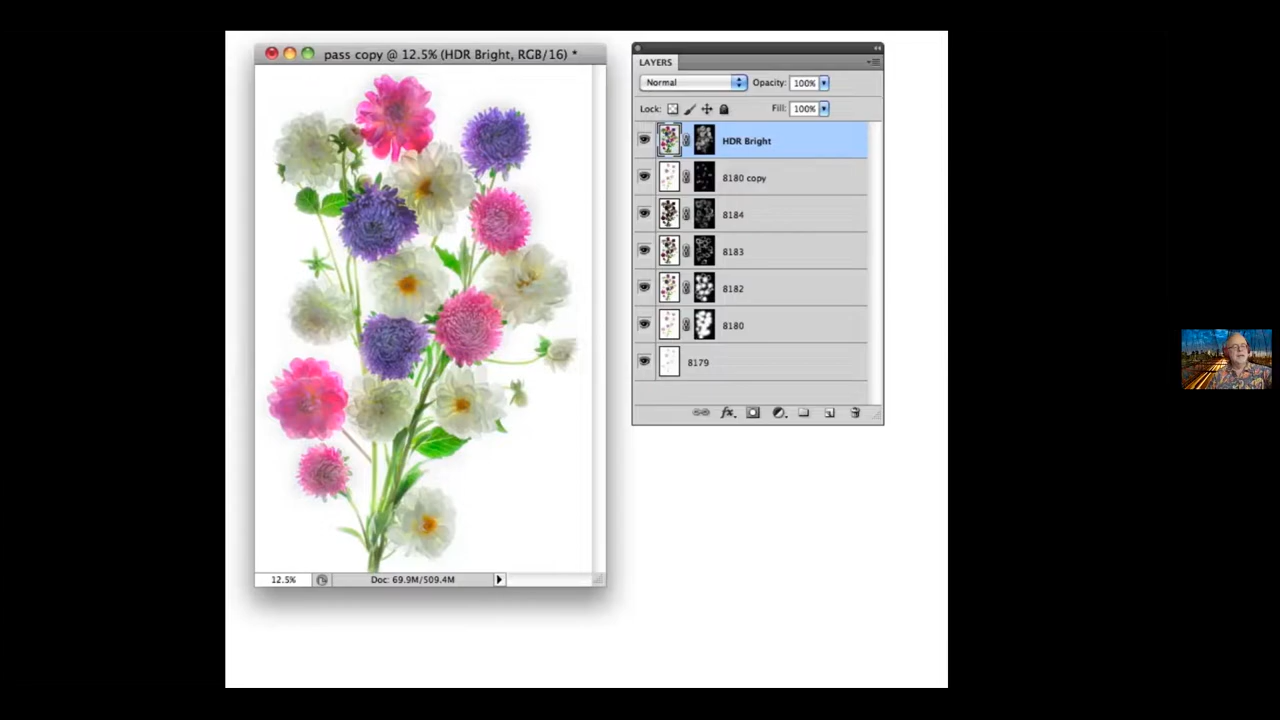 pass copy @ 12.5% (HDR Bright, RGB/16) *
12.5%
Doc: 69.9M/509.4M
LAYERS
Normal
Opacity: 100%
Lock:
Fill: 100%
HDR Bright
8180 copy
8184
8183
8182
8180
8179
fx.